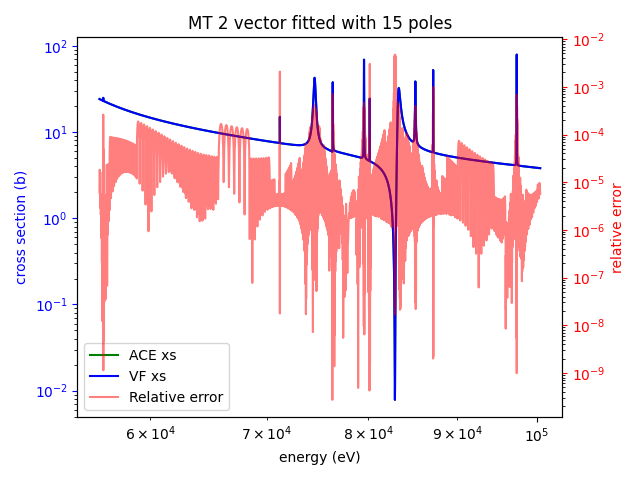 MT 2 vector fitted with 15 poles
cross section (b)
10²
10¹
10⁰
10⁻¹
10⁻²
10⁻²
10⁻³
10⁻⁴
10⁻⁵
10⁻⁶
10⁻⁷
10⁻⁸
10⁻⁹
relative error
ACE xs
VF xs
Relative error
6 × 10⁴ 7 × 10⁴ 8 × 10⁴ 9 × 10⁴ 10⁵
energy (eV)